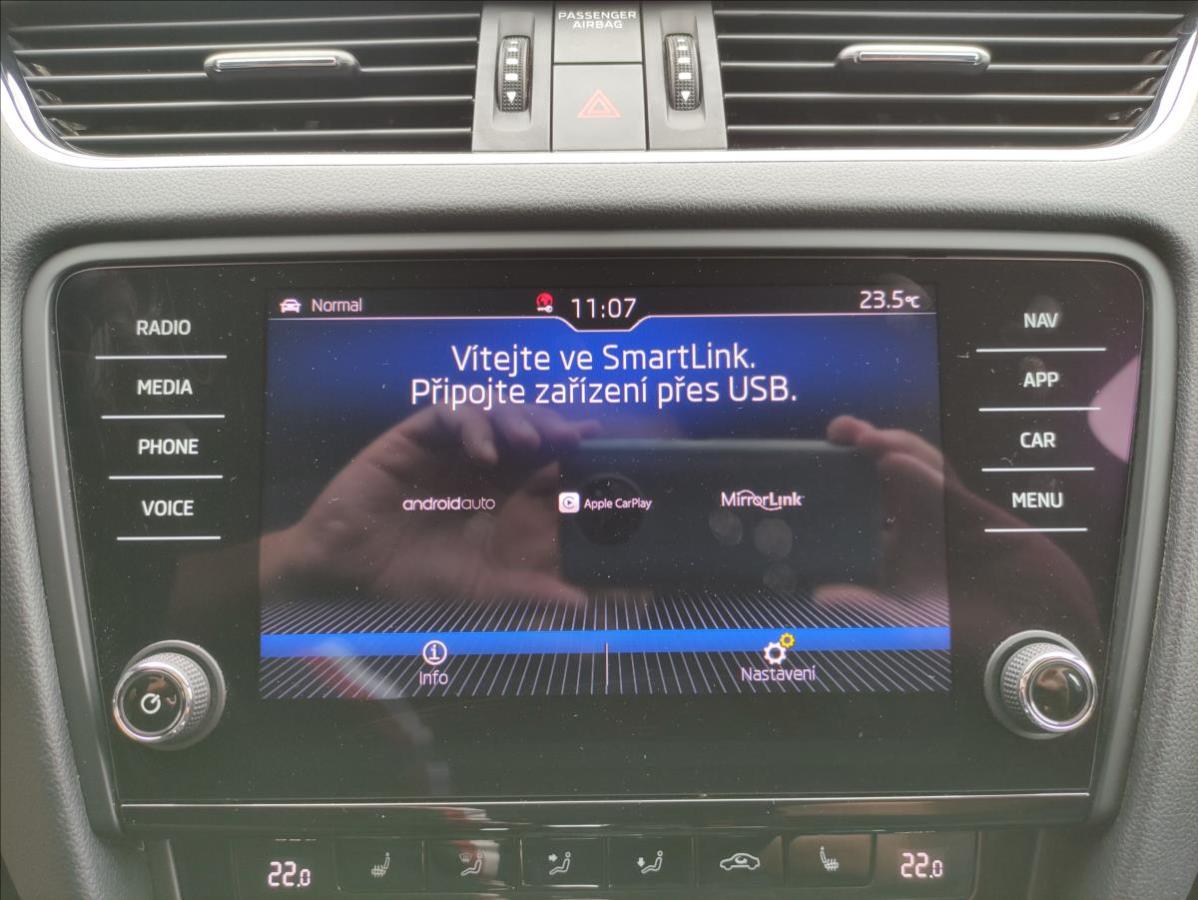 PASSENGER
AIRBAG
Normal
11:07
23.5°C
RADIO
MEDIA
PHONE
VOICE
Vítejte ve SmartLink.
Připojte zařízení přes USB.
androidauto
Apple CarPlay
MirrorLink
Info
Nastavení
NAV
APP
CAR
MENU
22.0
22.0